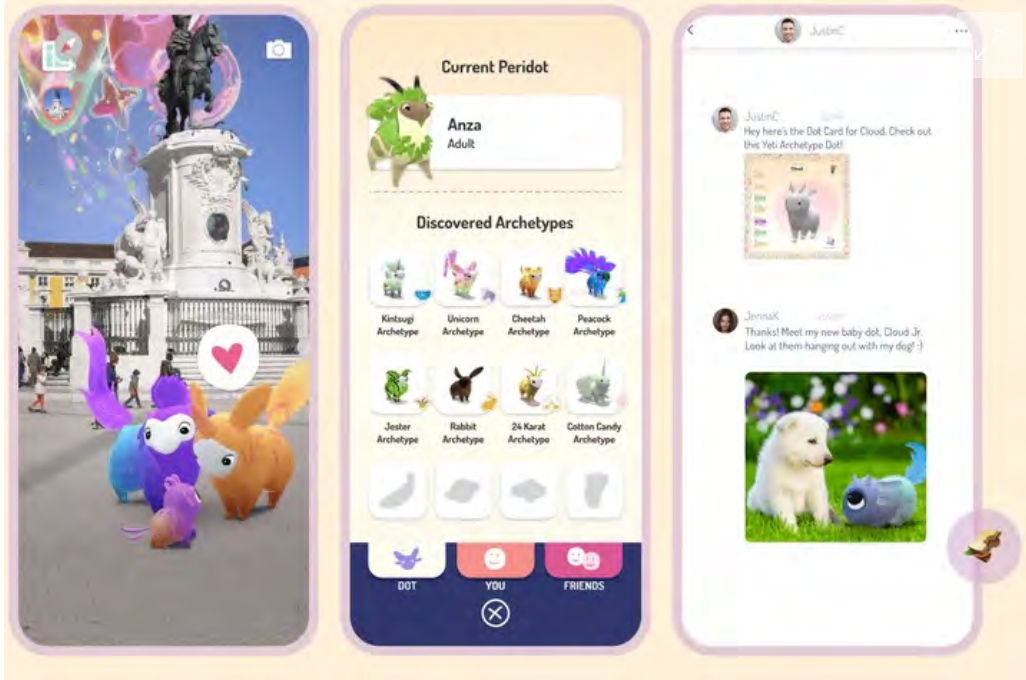 Current Peridot
Anza
Adult
Discovered Archetypes
Kintsugi
Archetype
Unicorn
Archetype
Cheetah
Archetype
Peacock
Archetype
Jester
Archetype
Rabbit
Archetype
24 Karat
Archetype
Cotton Candy
Archetype
DOT
YOU
FRIENDS
JustinC
JustinC
Hey here's the Dot Card for Cloud. Check out
this Yeti Archetype Dot!
Cloud
JennaK
Thanks! Meet my new baby dot, Cloud Jr.
Look at them hanging out with my dog! :)